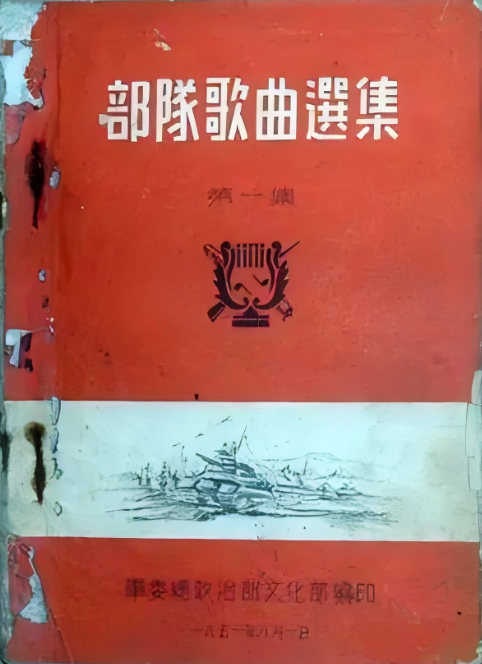 部隊歌曲選集
第一集
軍委總政治部文化部編印
一九五一年八月一日